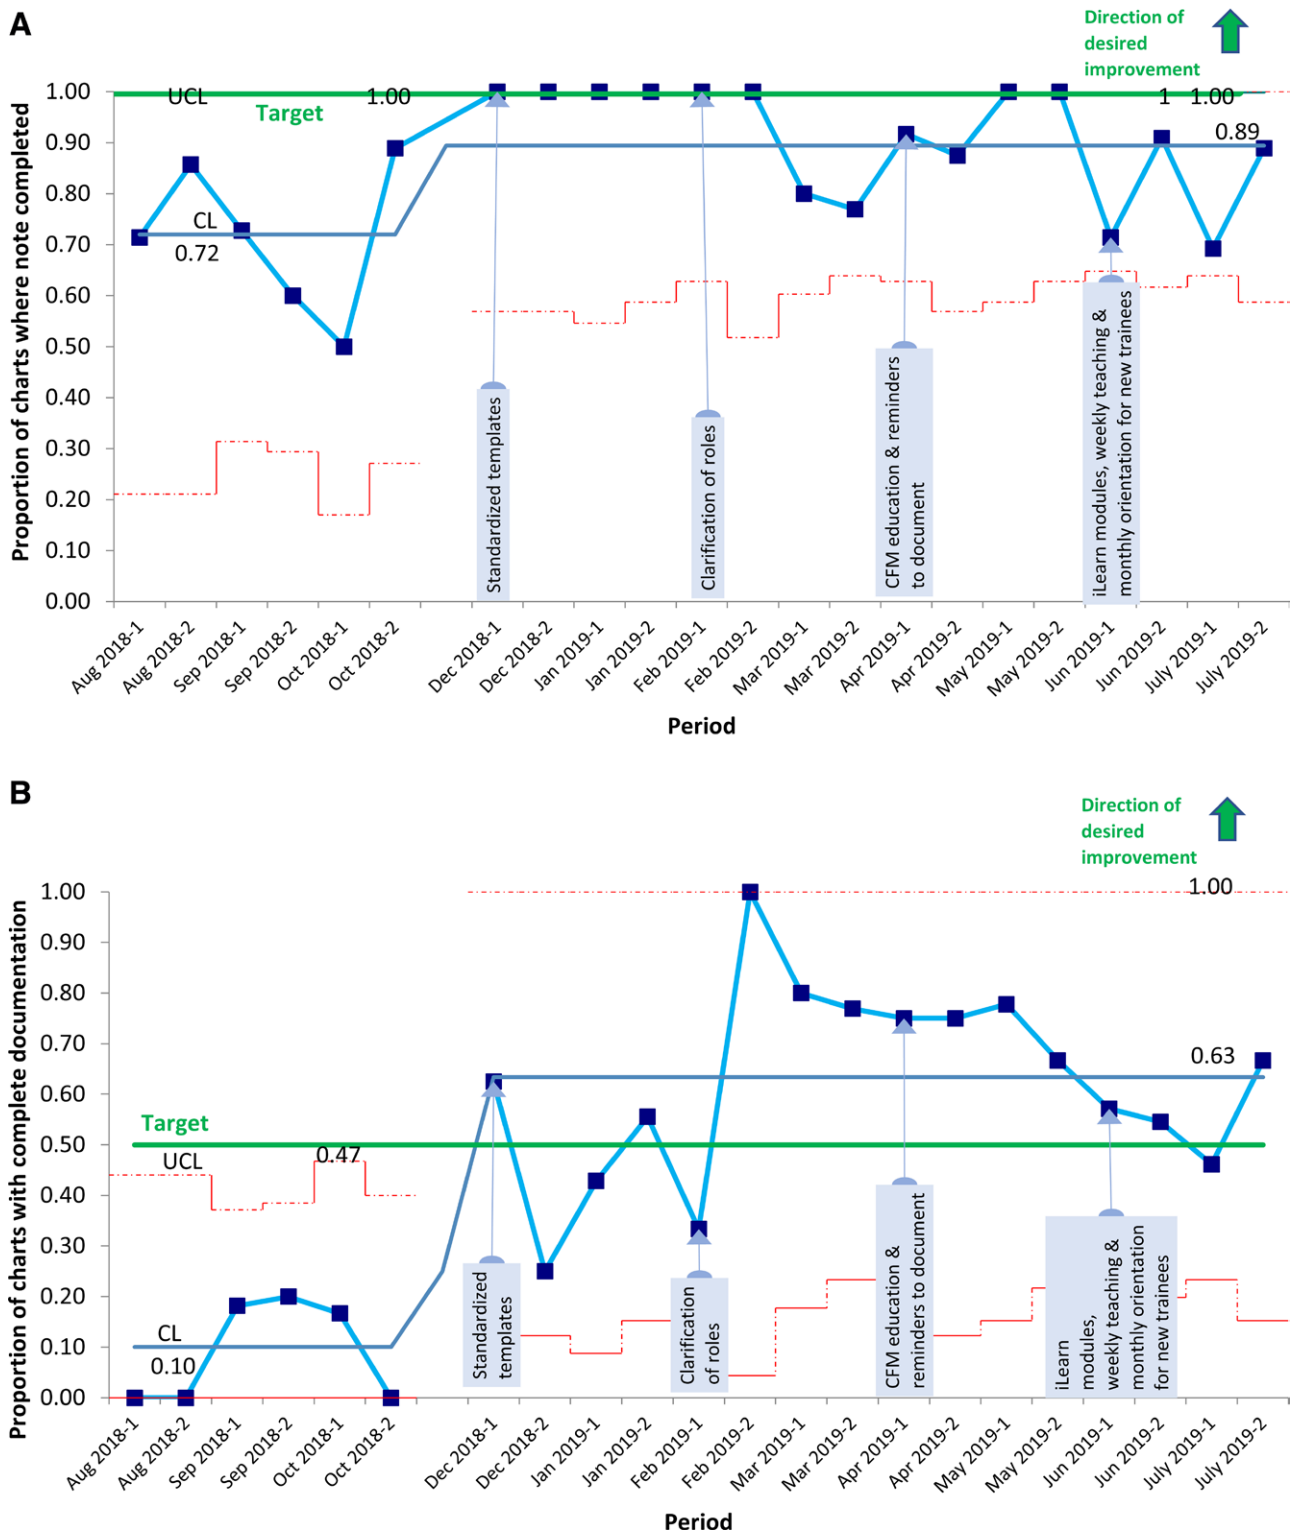 A
Direction of
desired
improvement
Proportion of charts where note completed
1.00
0.90
0.80
0.70
0.60
0.50
0.40
0.30
0.20
0.10
0.00
UCL
1.00
Target
1 1.00
0.89
CL
0.72
Standardized templates
Clarification of roles
CFM education & reminders
to document
iLearn modules, weekly teaching &
monthly orientation for new trainees
Aug 2018-1
Aug 2018-2
Sep 2018-1
Sep 2018-2
Oct 2018-1
Oct 2018-2
Dec 2018-1
Dec 2018-2
Jan 2019-1
Jan 2019-2
Feb 2019-1
Feb 2019-2
Mar 2019-1
Mar 2019-2
Apr 2019-1
Apr 2019-2
May 2019-1
May 2019-2
Jun 2019-1
Jun 2019-2
July 2019-1
July 2019-2
Period
B
Direction of
desired
improvement
Proportion of charts with complete documentation
1.00
0.90
0.80
0.70
0.60
0.50
0.40
0.30
0.20
0.10
0.00
1.00
0.63
Target
UCL
0.47
CL
0.10
Standardized
templates
Clarification
of roles
CFM education &
reminders to document
iLearn
modules,
weekly teaching &
monthly orientation
for new trainees
Aug 2018-1
Aug 2018-2
Sep 2018-1
Sep 2018-2
Oct 2018-1
Oct 2018-2
Dec 2018-1
Dec 2018-2
Jan 2019-1
Jan 2019-2
Feb 2019-1
Feb 2019-2
Mar 2019-1
Mar 2019-2
Apr 2019-1
Apr 2019-2
May 2019-1
May 2019-2
Jun 2019-1
Jun 2019-2
July 2019-1
July 2019-2
Period